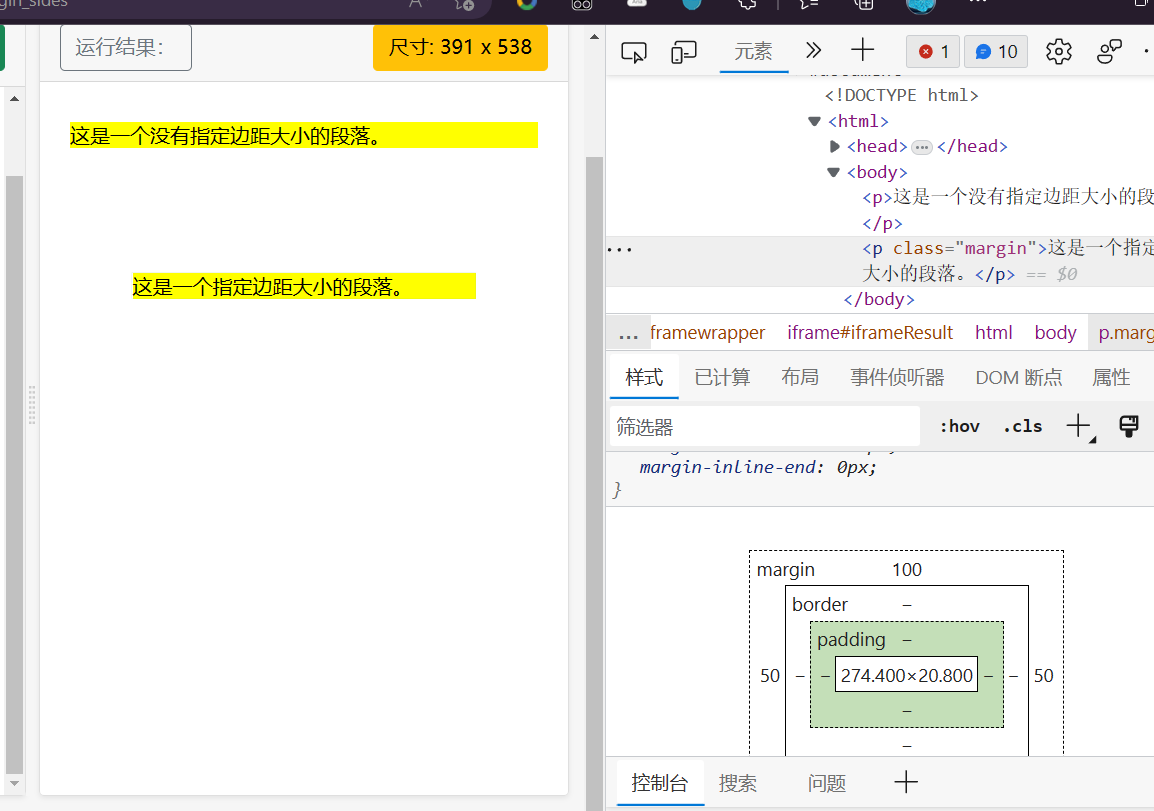 gin_sides
运行结果：
尺寸: 391 x 538
这是一个没有指定边距大小的段落。
这是一个指定边距大小的段落。
元素
1
10
<!DOCTYPE html>
<html>
<head> … </head>
<body>
<p>这是一个没有指定边距大小的段
</p>
...
<p class="margin">这是一个指定
大小的段落。</p> == $0
</body>
... framewrapper iframe#iframeResult html body p.marg
样式 已计算 布局 事件侦听器 DOM 断点 属性
筛选器 :hov .cls
margin-inline-end: 0px;
}
margin 100
border –
padding –
50 – – 274.400×20.800 – – 50
–
–
控制台 搜索 问题